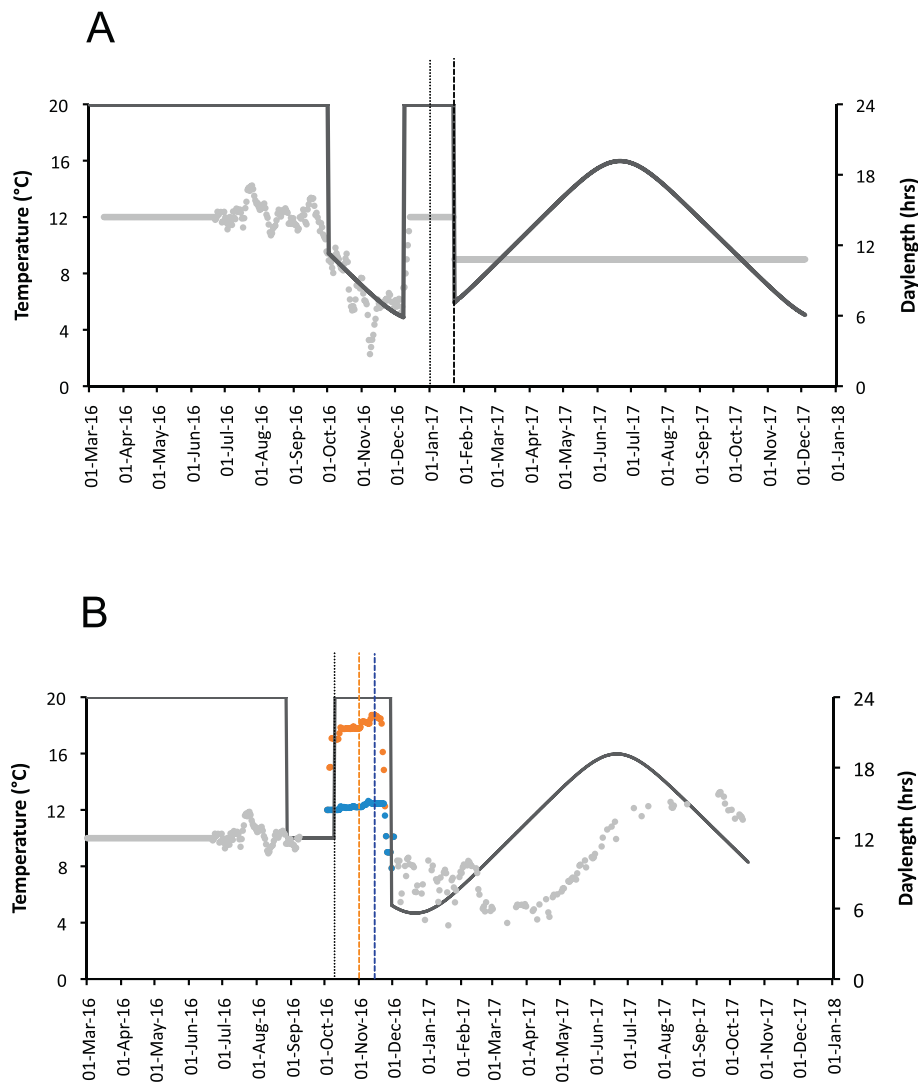 A
Temperature (°C)
20
16
12
8
4
0
24
18
12
6
0
Daylength (hrs)
01-Mar-16
01-Apr-16
01-May-16
01-Jun-16
01-Jul-16
01-Aug-16
01-Sep-16
01-Oct-16
01-Nov-16
01-Dec-16
01-Jan-17
01-Feb-17
01-Mar-17
01-Apr-17
01-May-17
01-Jun-17
01-Jul-17
01-Aug-17
01-Sep-17
01-Oct-17
01-Nov-17
01-Dec-17
01-Jan-18
B
Temperature (°C)
20
16
12
8
4
0
24
18
12
6
0
Daylength (hrs)
01-Mar-16
01-Apr-16
01-May-16
01-Jun-16
01-Jul-16
01-Aug-16
01-Sep-16
01-Oct-16
01-Nov-16
01-Dec-16
01-Jan-17
01-Feb-17
01-Mar-17
01-Apr-17
01-May-17
01-Jun-17
01-Jul-17
01-Aug-17
01-Sep-17
01-Oct-17
01-Nov-17
01-Dec-17
01-Jan-18